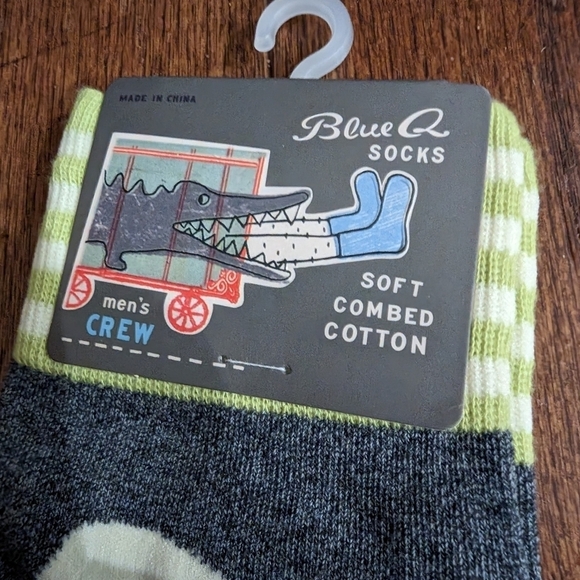 MADE IN CHINA
Blue Q
SOCKS
SOFT
COMBED
COTTON
men's
CREW